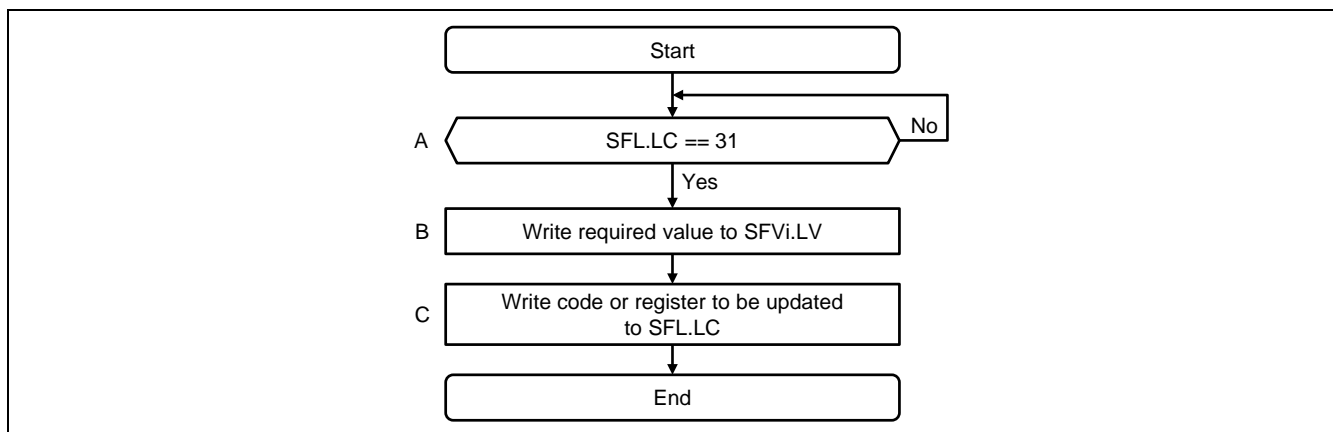 Start
No
A
SFL.LC == 31
Yes
B
Write required value to SFVi.LV
C
Write code or register to be updated
to SFL.LC
End